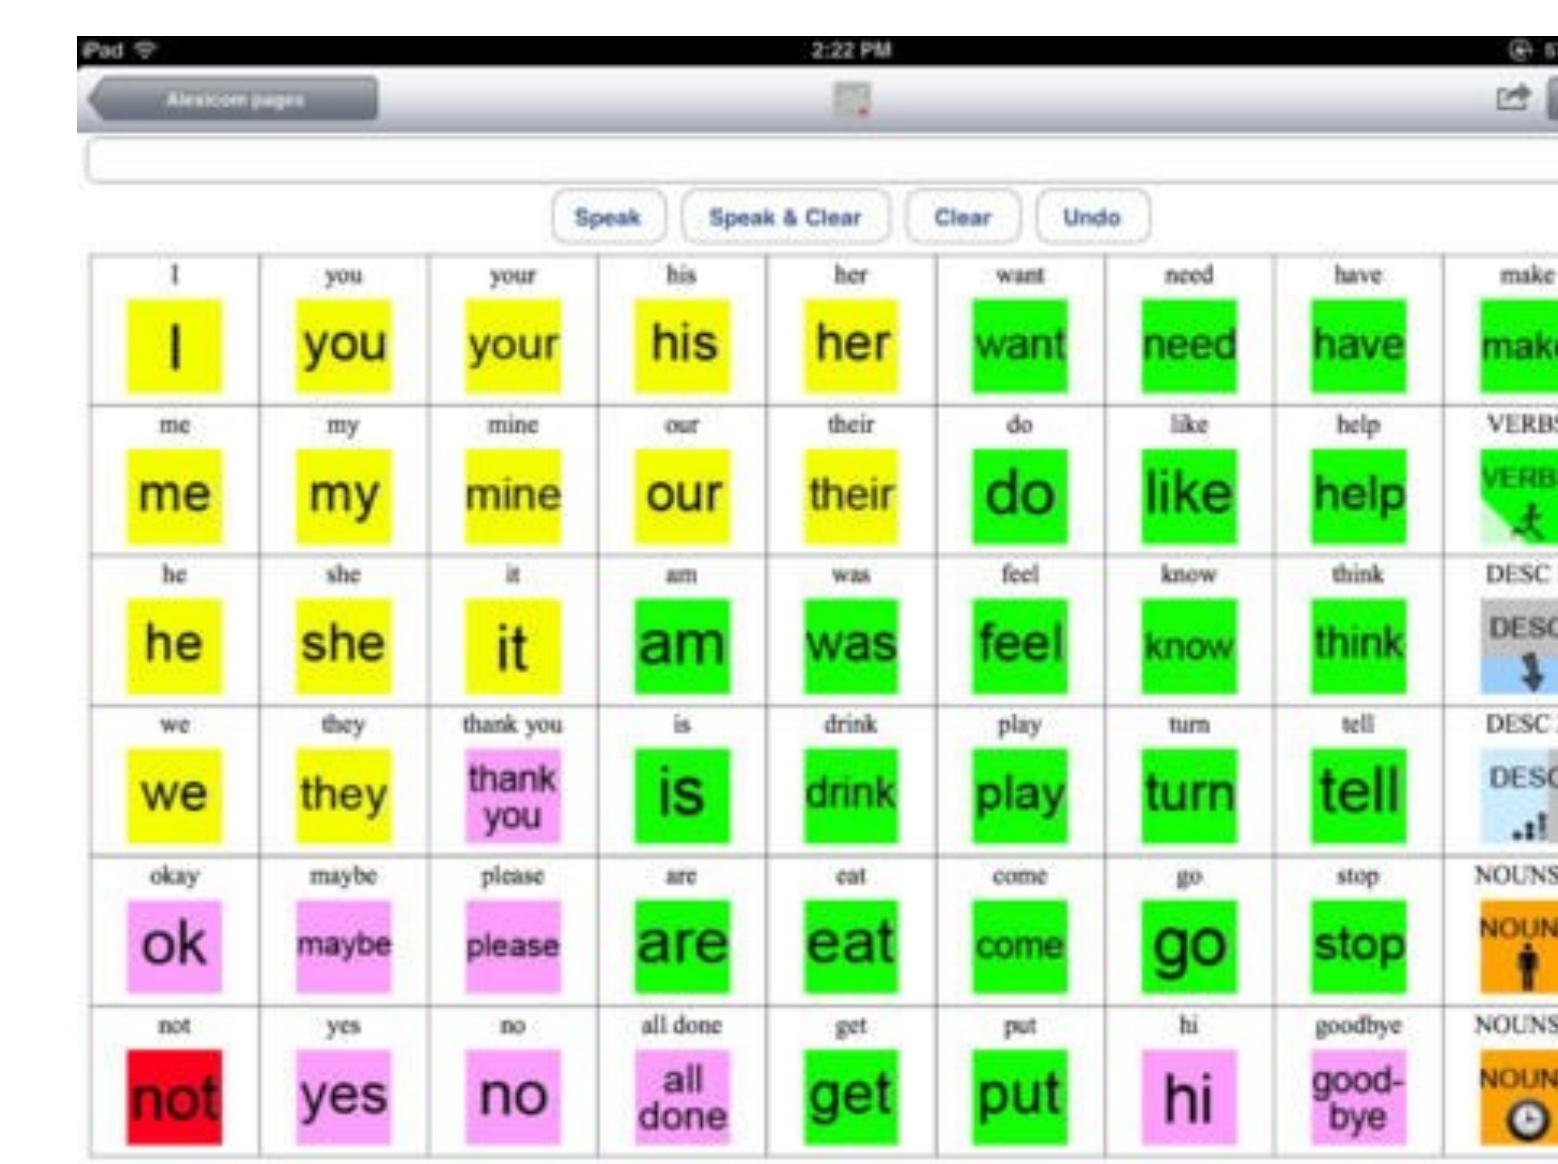 iPad 2:22 PM
Alexicom pages
Speak Speak & Clear Clear Undo
I you your his her want need have make
I you your his her want need have make
me my mine our their do like help VERBS
me my mine our their do like help VERB
he she it am was feel know think DESC
he she it am was feel know think DESC
we they thank you is drink play turn tell DESC
we they thank you is drink play turn tell DESC
okay maybe please are eat come go stop NOUNS
ok maybe please are eat come go stop NOUN
not yes no all done get put hi goodbye NOUNS
not yes no all done get put hi good-bye NOUN